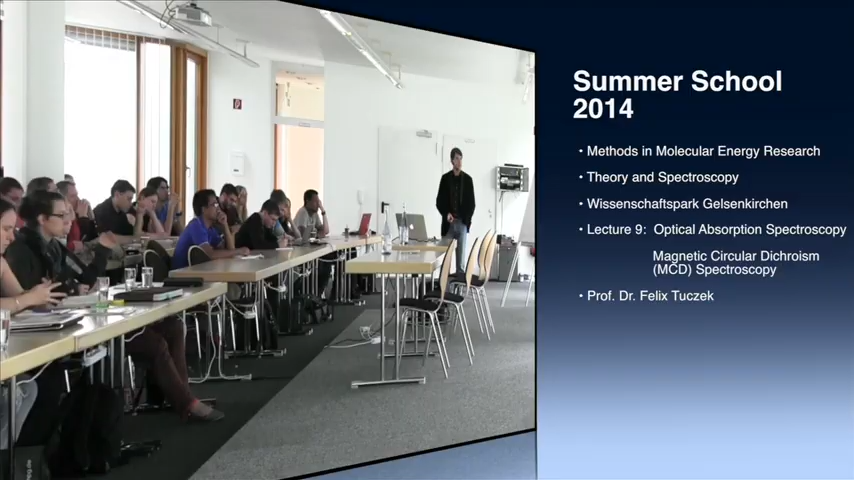 Summer School
2014
• Methods in Molecular Energy Research
• Theory and Spectroscopy
• Wissenschaftspark Gelsenkirchen
• Lecture 9: Optical Absorption Spectroscopy
Magnetic Circular Dichroism
(MCD) Spectroscopy
• Prof. Dr. Felix Tuczek